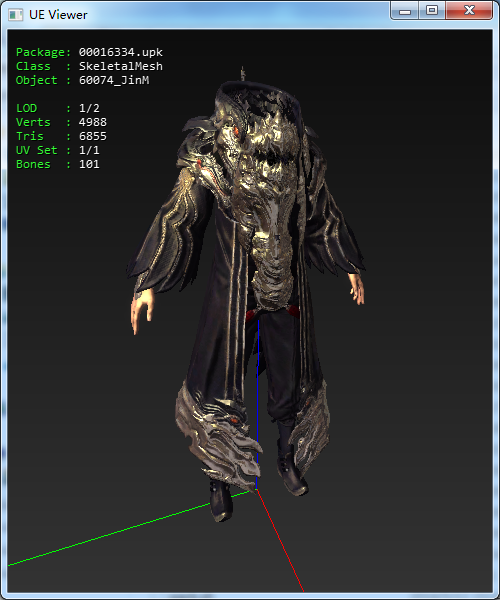 UE Viewer
Package: 00016334.upk
Class : SkeletalMesh
Object : 60074_JinM
LOD : 1/2
Verts : 4988
Tris : 6855
UV Set : 1/1
Bones : 101